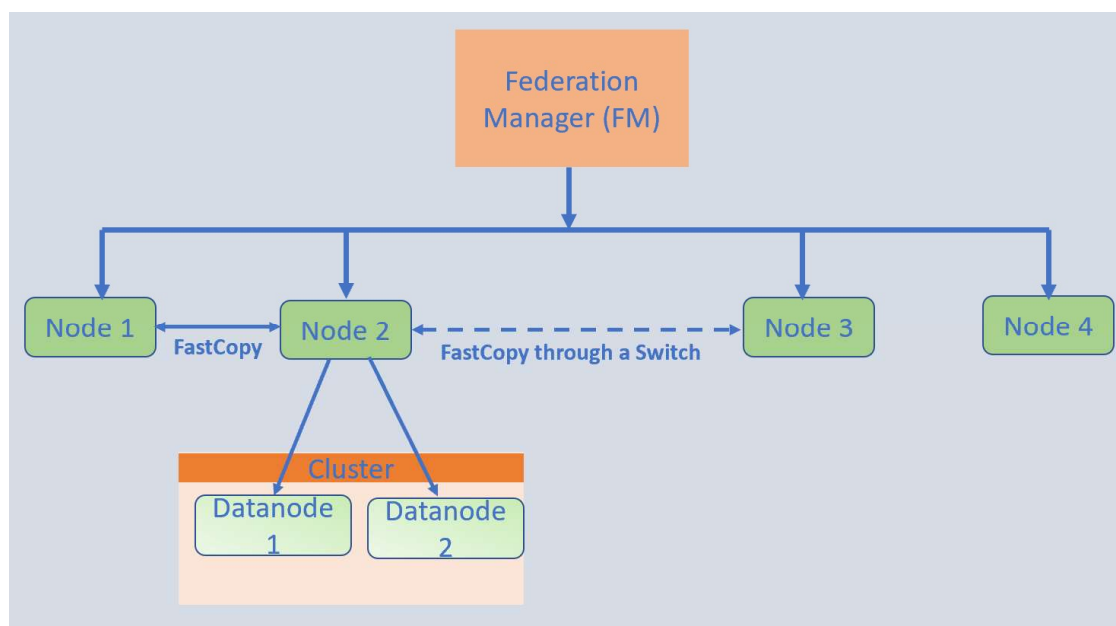 Federation
Manager (FM)
Node 1
Node 2
Node 3
Node 4
FastCopy
FastCopy through a Switch
Cluster
Datanode
1
Datanode
2